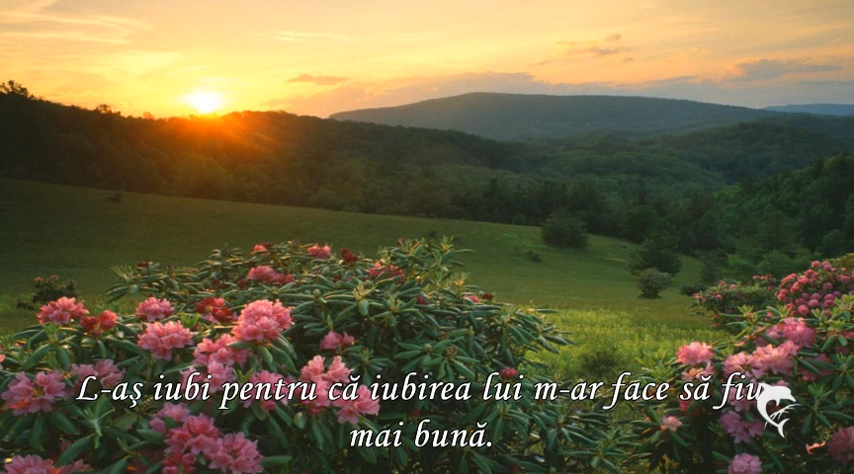 L-aş iubi pentru că iubirea lui m-ar face să fiu
mai bună.